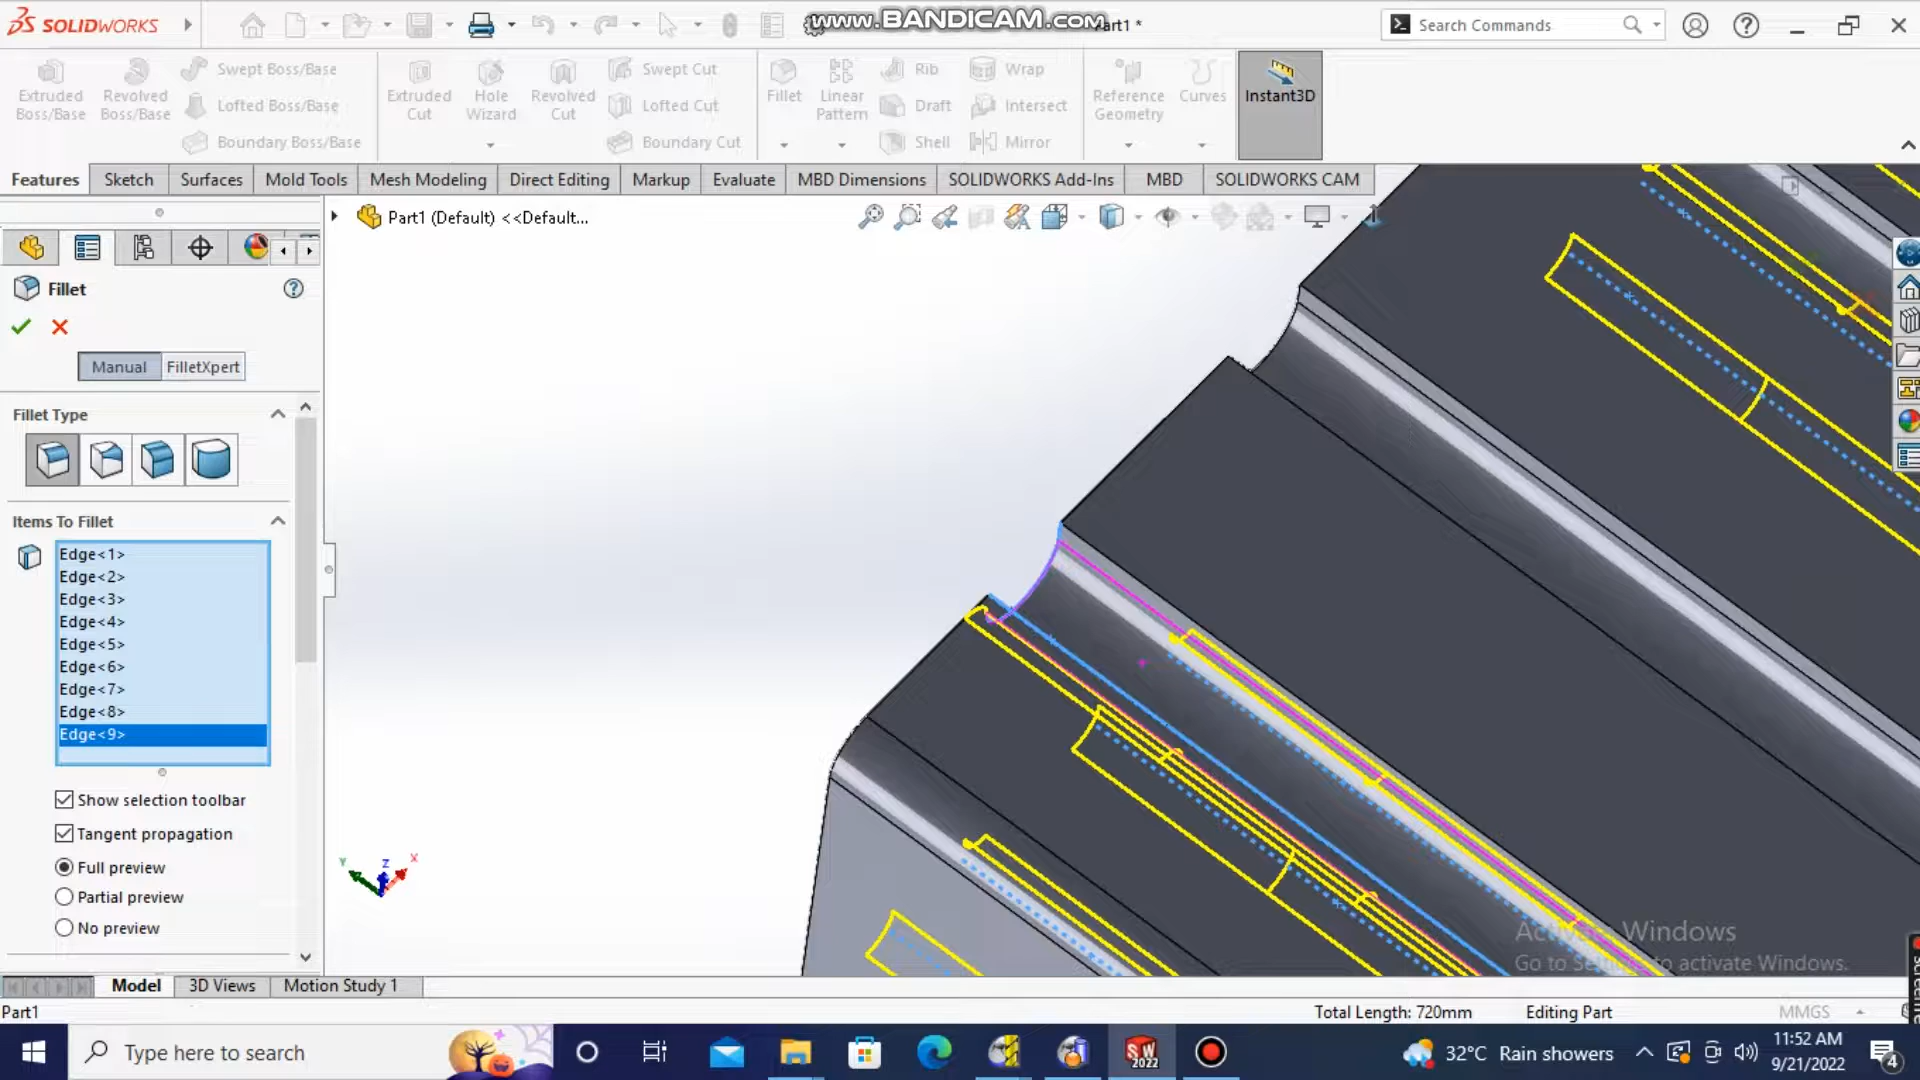 SOLIDWORKS
www.BANDICAM.com
Part1 *
Search Commands
Extruded Boss/Base
Revolved Boss/Base
Swept Boss/Base
Lofted Boss/Base
Boundary Boss/Base
Extruded Cut
Hole Wizard
Revolved Cut
Swept Cut
Lofted Cut
Boundary Cut
Fillet
Linear Pattern
Rib
Draft
Shell
Wrap
Intersect
Mirror
Reference Geometry
Curves
Instant3D
Features
Sketch
Surfaces
Mold Tools
Mesh Modeling
Direct Editing
Markup
Evaluate
MBD Dimensions
SOLIDWORKS Add-Ins
MBD
SOLIDWORKS CAM
Part1 (Default) <<Default...
Fillet
Manual
FilletXpert
Fillet Type
Items To Fillet
Edge<1>
Edge<2>
Edge<3>
Edge<4>
Edge<5>
Edge<6>
Edge<7>
Edge<8>
Edge<9>
Show selection toolbar
Tangent propagation
Full preview
Partial preview
No preview
Y
Z
X
Windows
Go to to activate Windows.
Model
3D Views
Motion Study 1
Part1
Total Length: 720mm
Editing Part
MMGS
Type here to search
SW 2022
32°C Rain showers
11:52 AM
9/21/2022
4